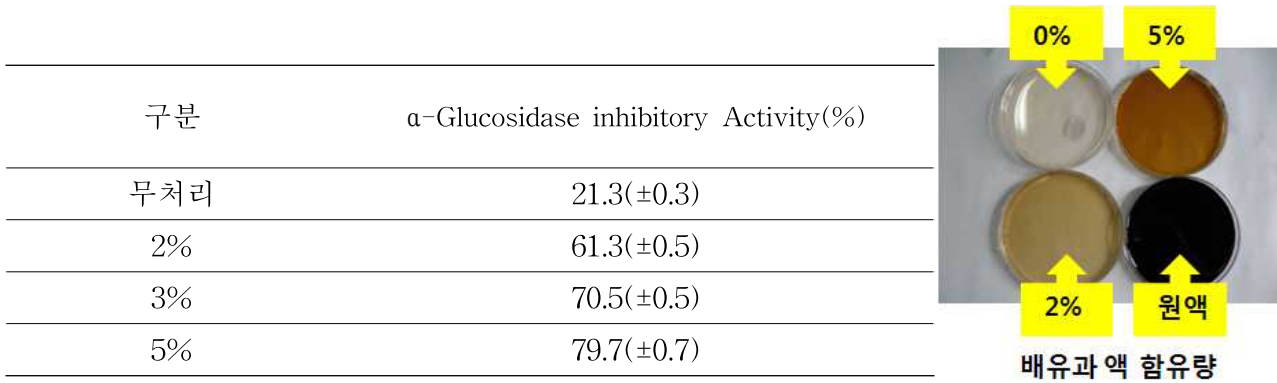 구분 α-Glucosidase inhibitory Activity(%)
무처리 21.3(±0.3)
2% 61.3(±0.5)
3% 70.5(±0.5)
5% 79.7(±0.7)
0% 5%
2% 원액
배유과액 함유량